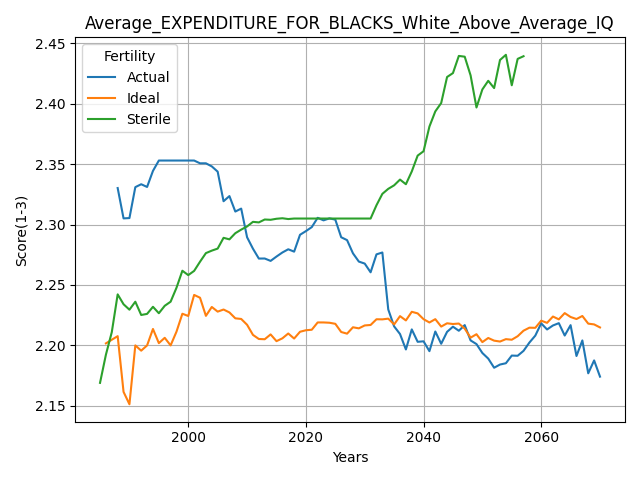 Average_EXPENDITURE_FOR_BLACKS_White_Above_Average_IQ
Fertility
Actual
Ideal
Sterile
Score(1-3)
2.45
2.40
2.35
2.30
2.25
2.20
2.15
2000
2020
2040
2060
Years